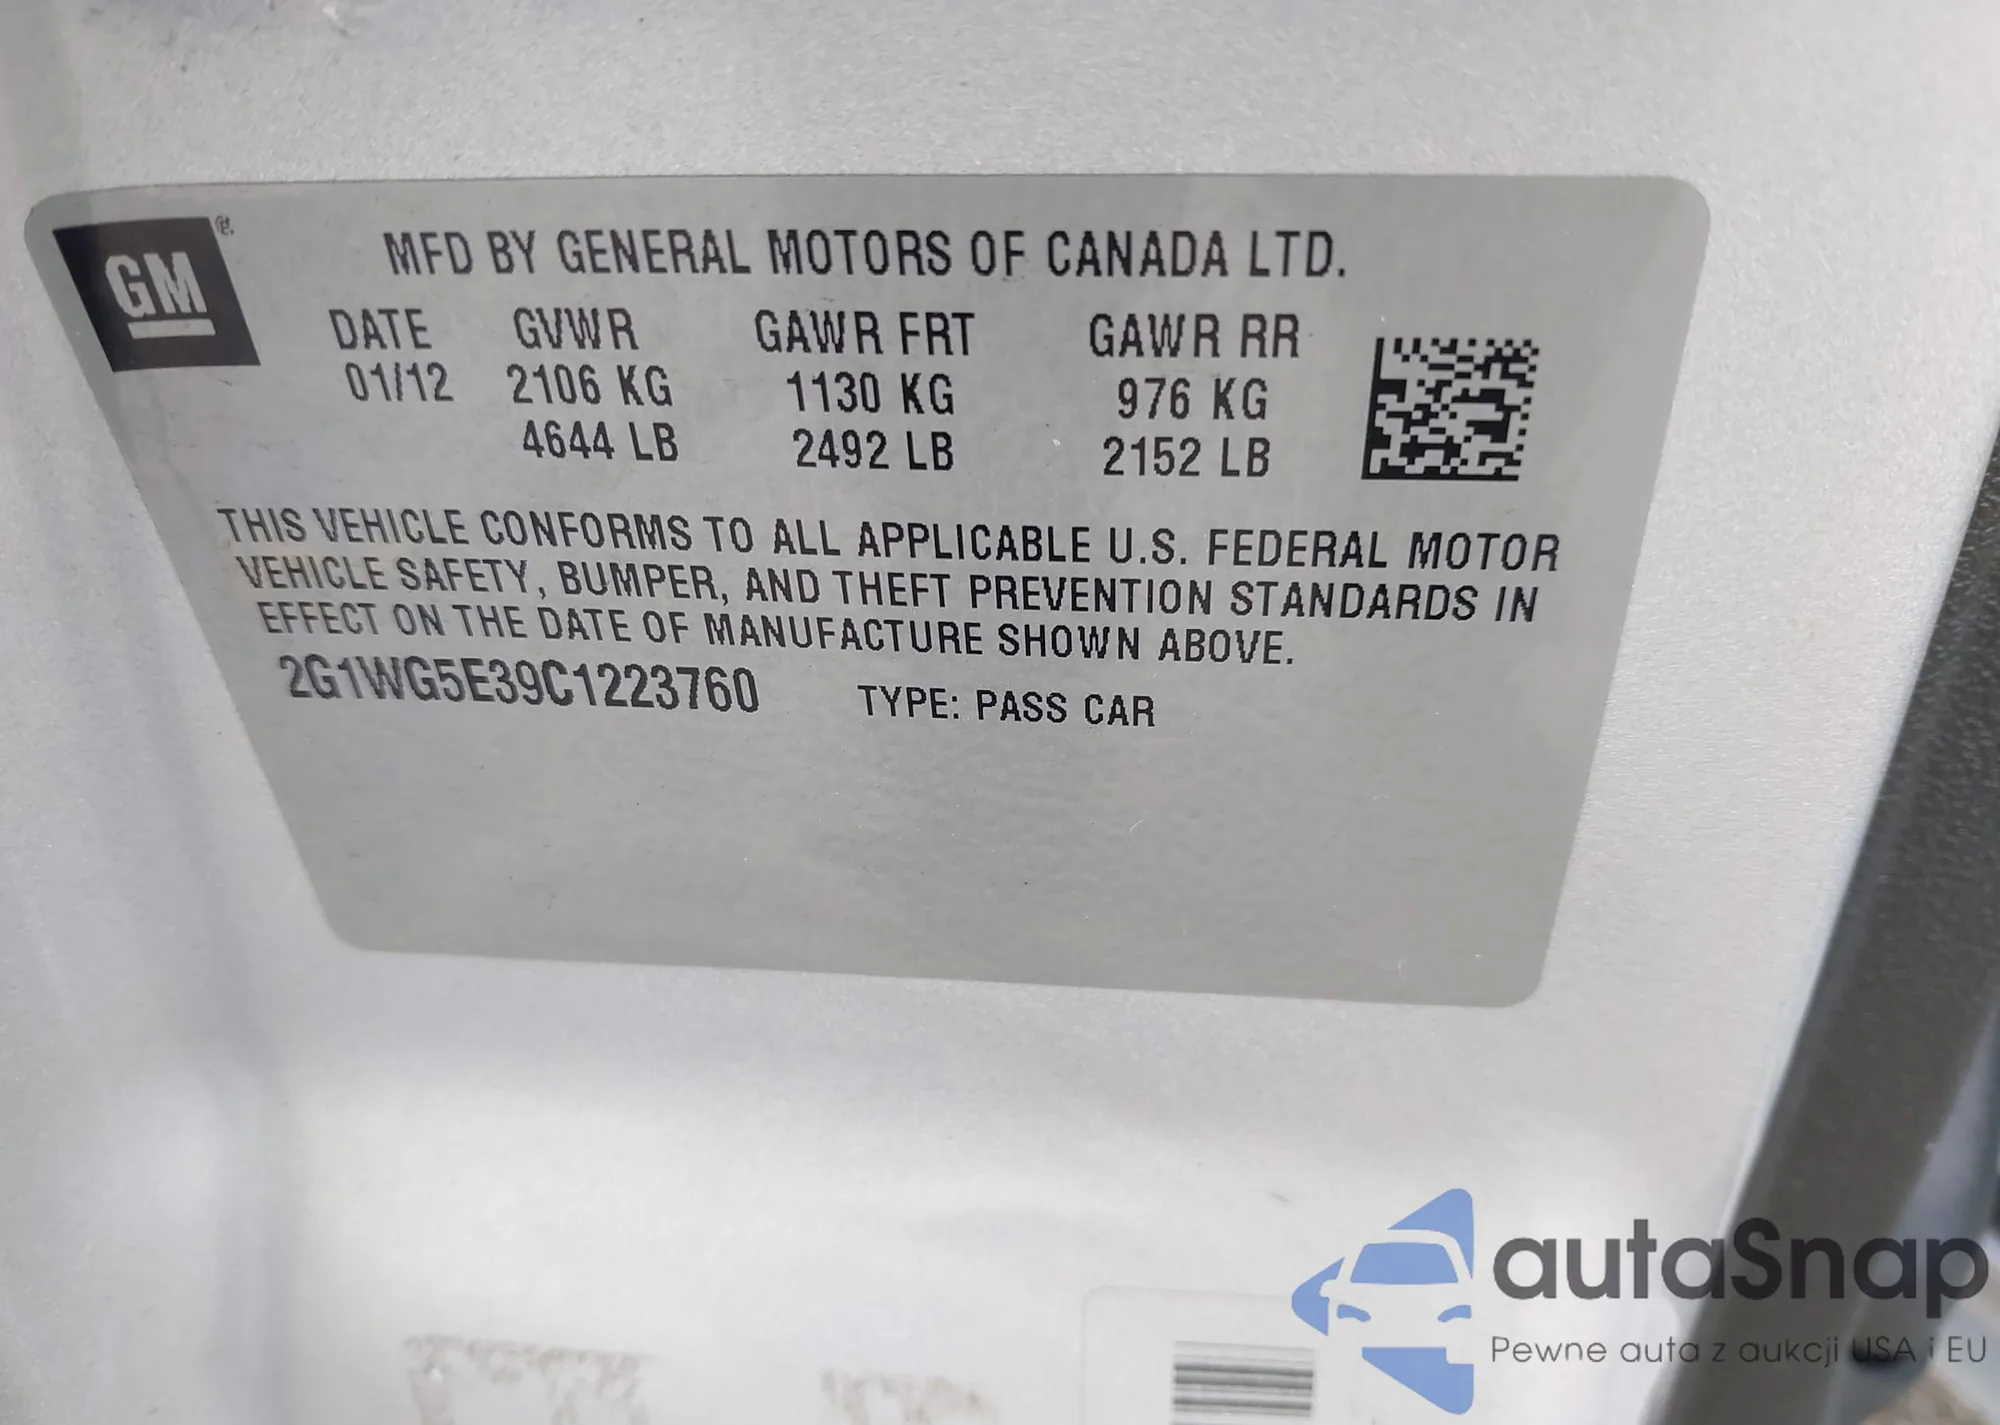 GM
MFD BY GENERAL MOTORS OF CANADA LTD.
DATE GVWR GAWR FRT GAWR RR
01/12 2106 KG 1130 KG 976 KG
4644 LB 2492 LB 2152 LB
THIS VEHICLE CONFORMS TO ALL APPLICABLE U.S. FEDERAL MOTOR
VEHICLE SAFETY, BUMPER, AND THEFT PREVENTION STANDARDS IN
EFFECT ON THE DATE OF MANUFACTURE SHOWN ABOVE.
2G1WG5E39C1223760 TYPE: PASS CAR
autaSnap
Pewne auta z aukcji USA i EU